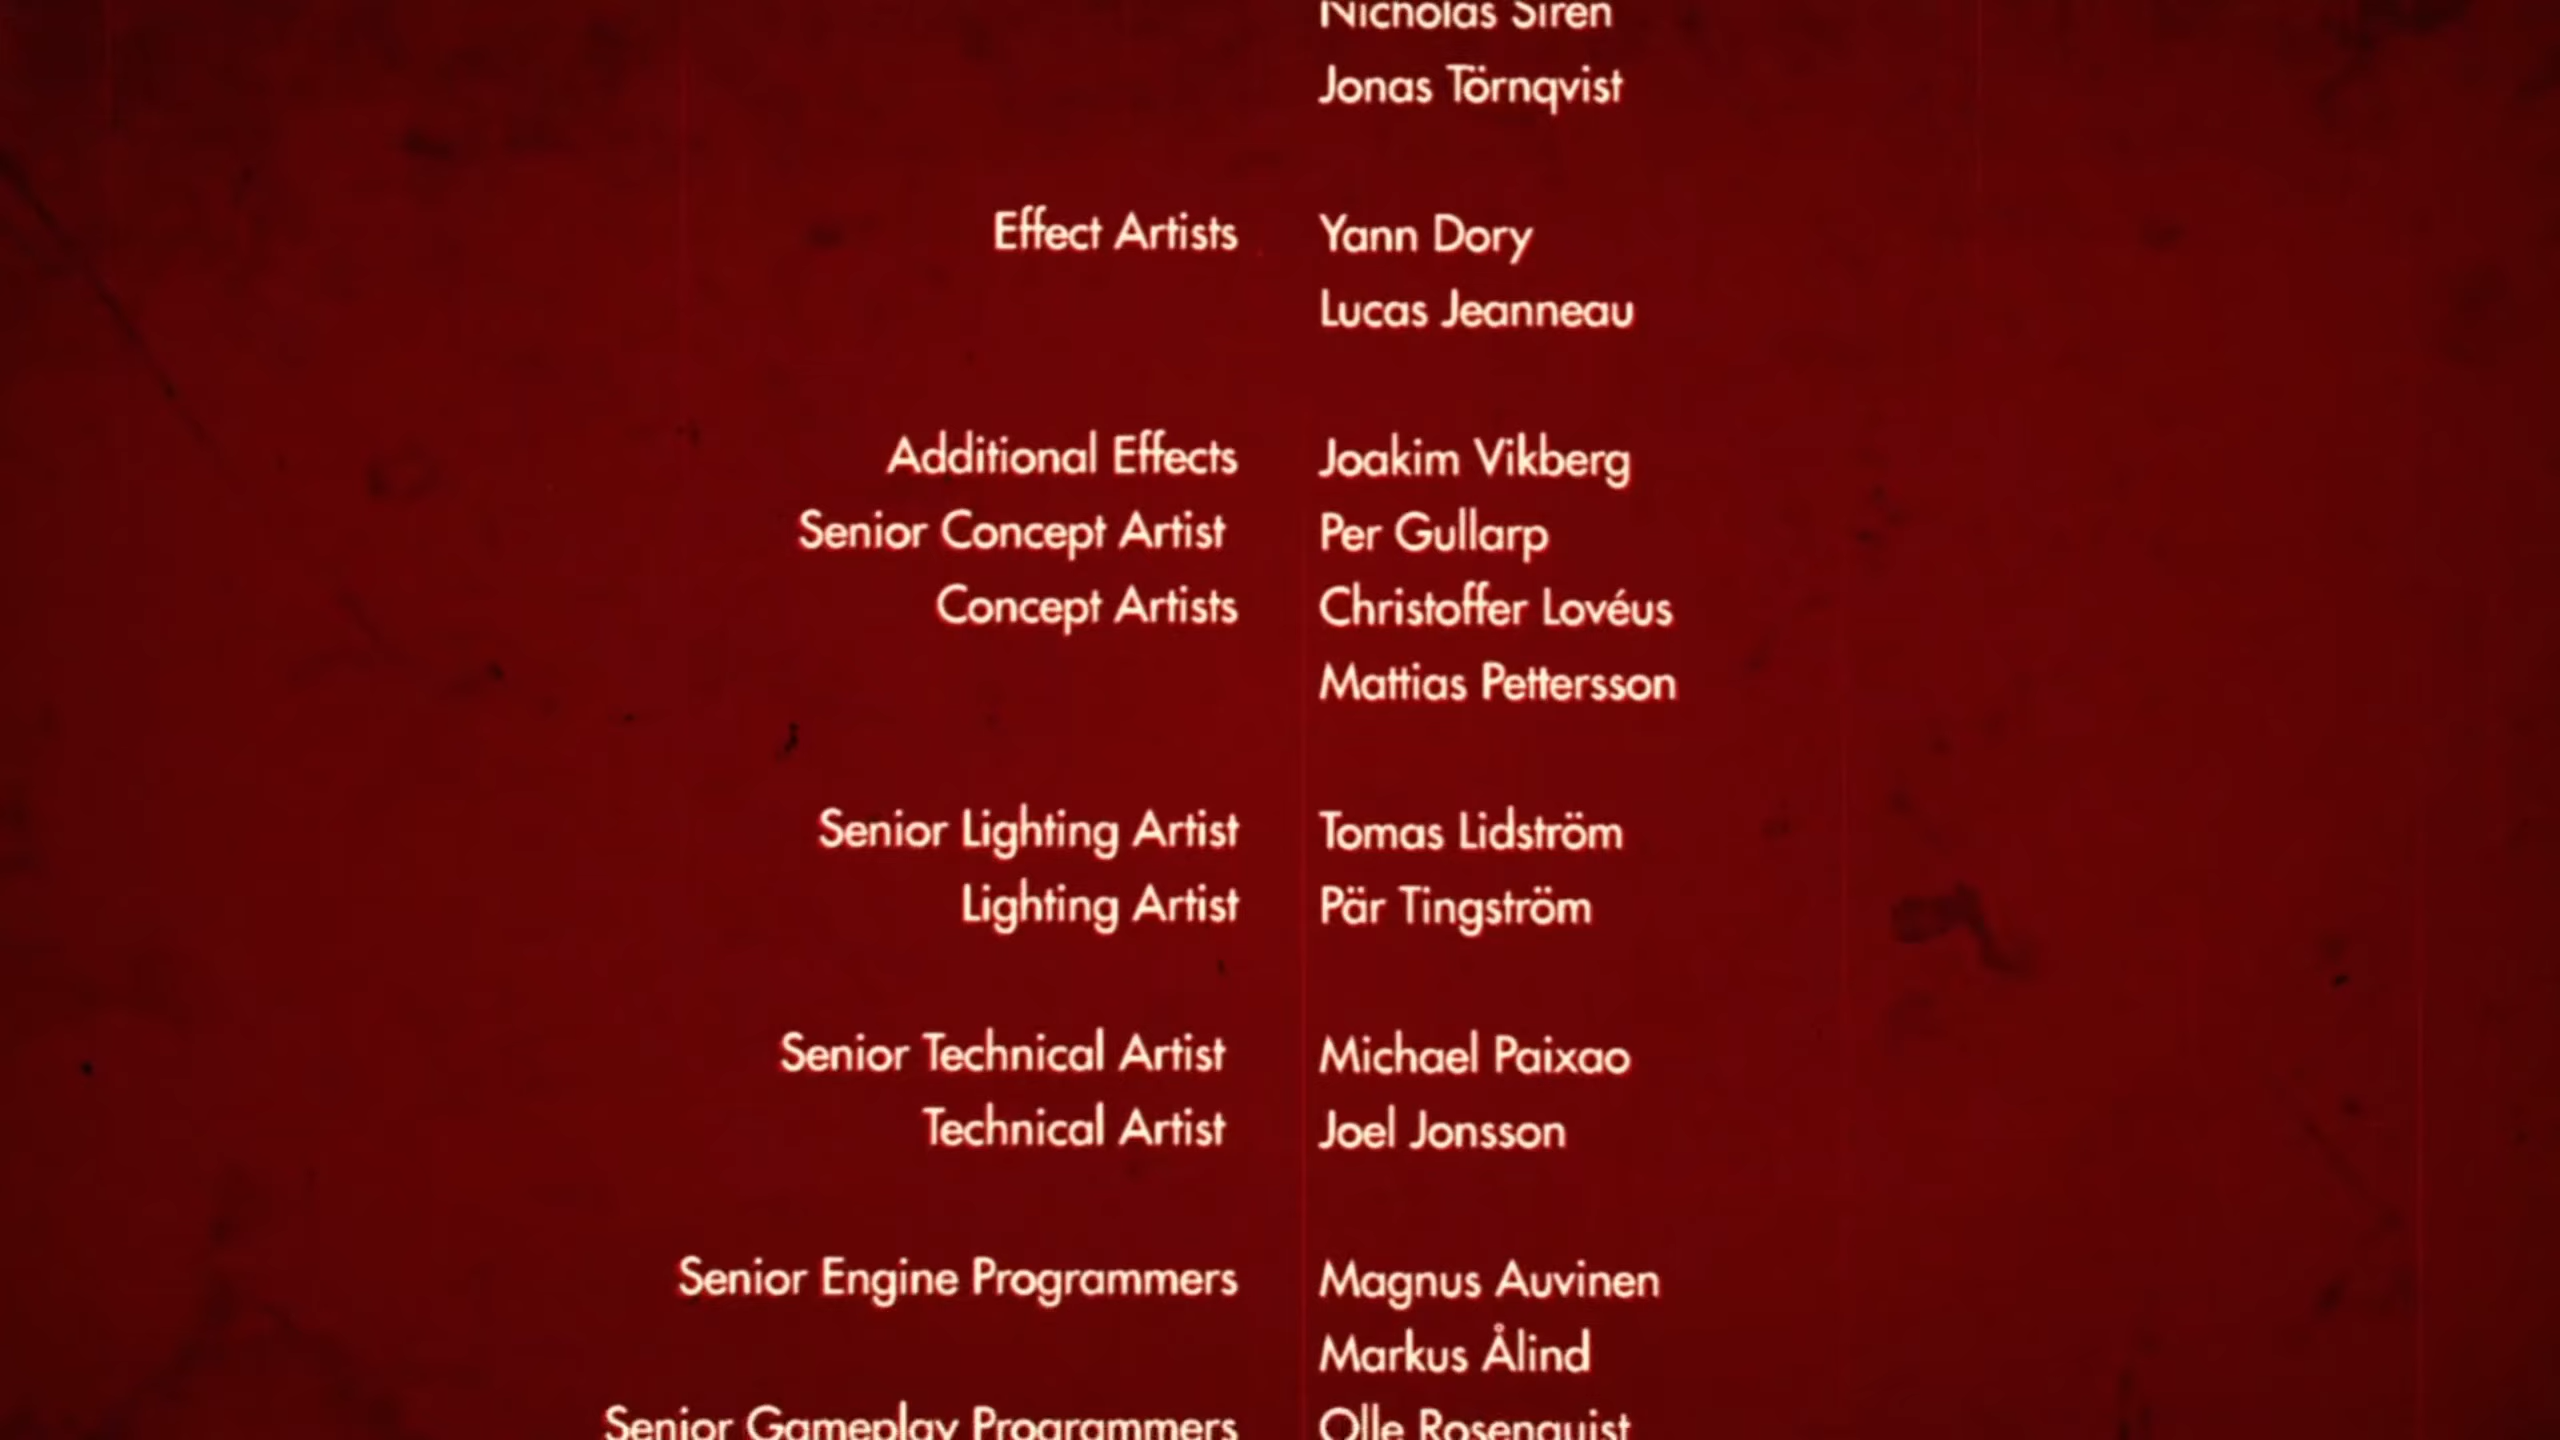 Nicholas Sirén
Jonas Törnqvist
Effect Artists Yann Dory
Lucas Jeanneau
Additional Effects Joakim Vikberg
Senior Concept Artist Per Gullarp
Concept Artists Christoffer Lovéus
Mattias Pettersson
Senior Lighting Artist Tomas Lidström
Lighting Artist Pär Tingström
Senior Technical Artist Michael Paixao
Technical Artist Joel Jonsson
Senior Engine Programmers Magnus Auvinen
Markus Ålind
Senior Gameplay Programmers Olle Rosenquist